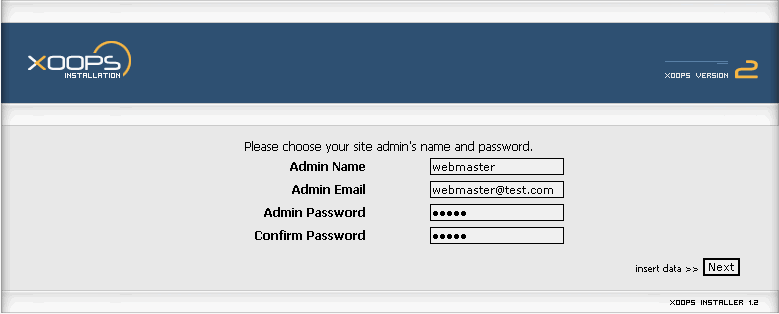 XOOPS
INSTALLATION
XOOPS VERSION 2
Please choose your site admin's name and password.
Admin Name webmaster
Admin Email webmaster@test.com
Admin Password •••••
Confirm Password •••••
insert data >> Next
XOOPS INSTALLER 1.2